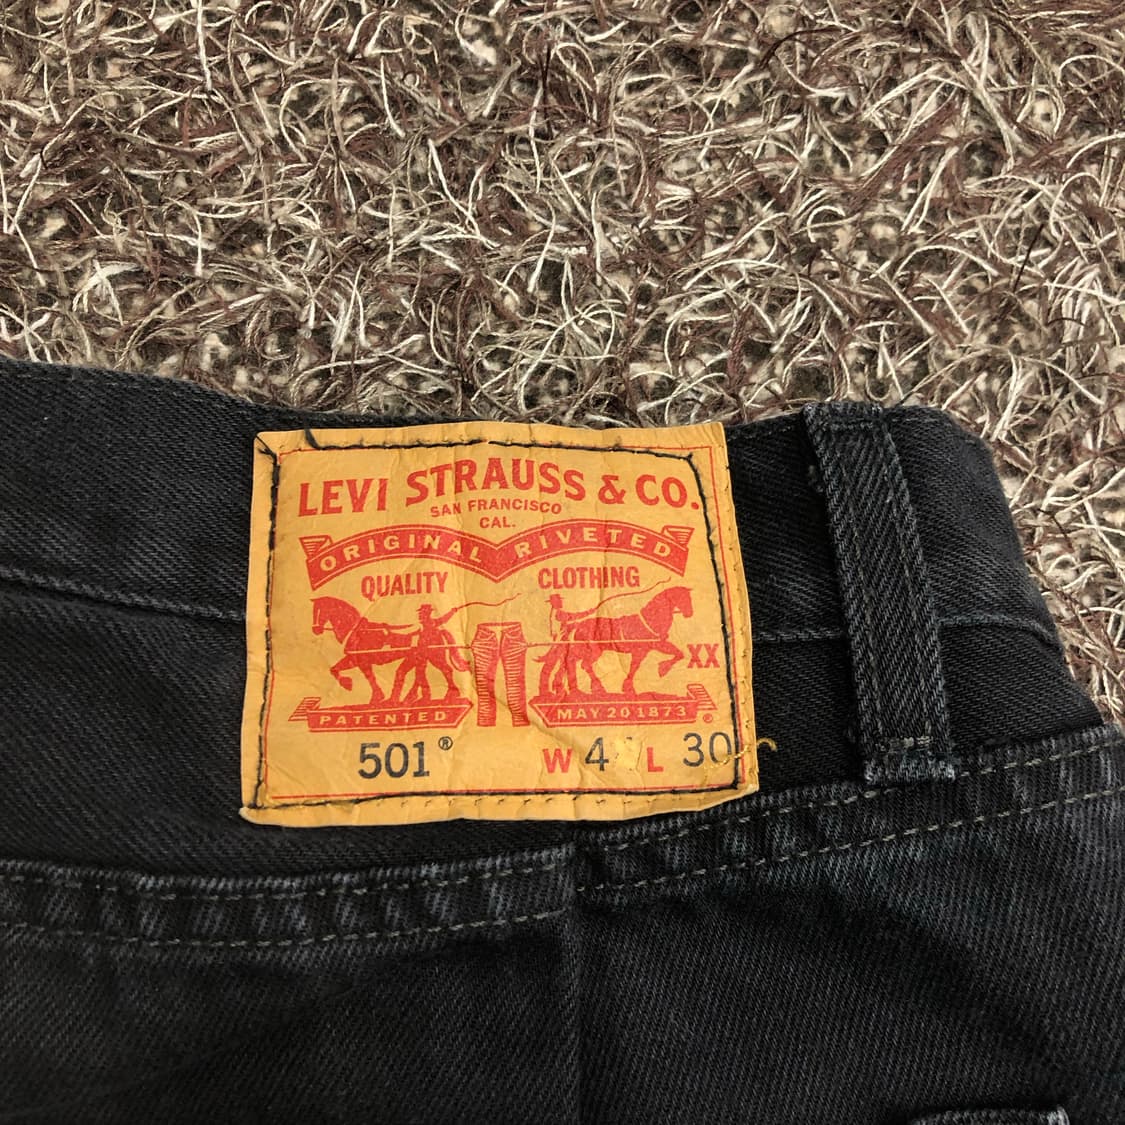 LEVI STRAUSS & CO.
SAN FRANCISCO
CAL.
ORIGINAL RIVETED
QUALITY CLOTHING
XX
PATENTED MAY 20 1873 ®
501® W L 30